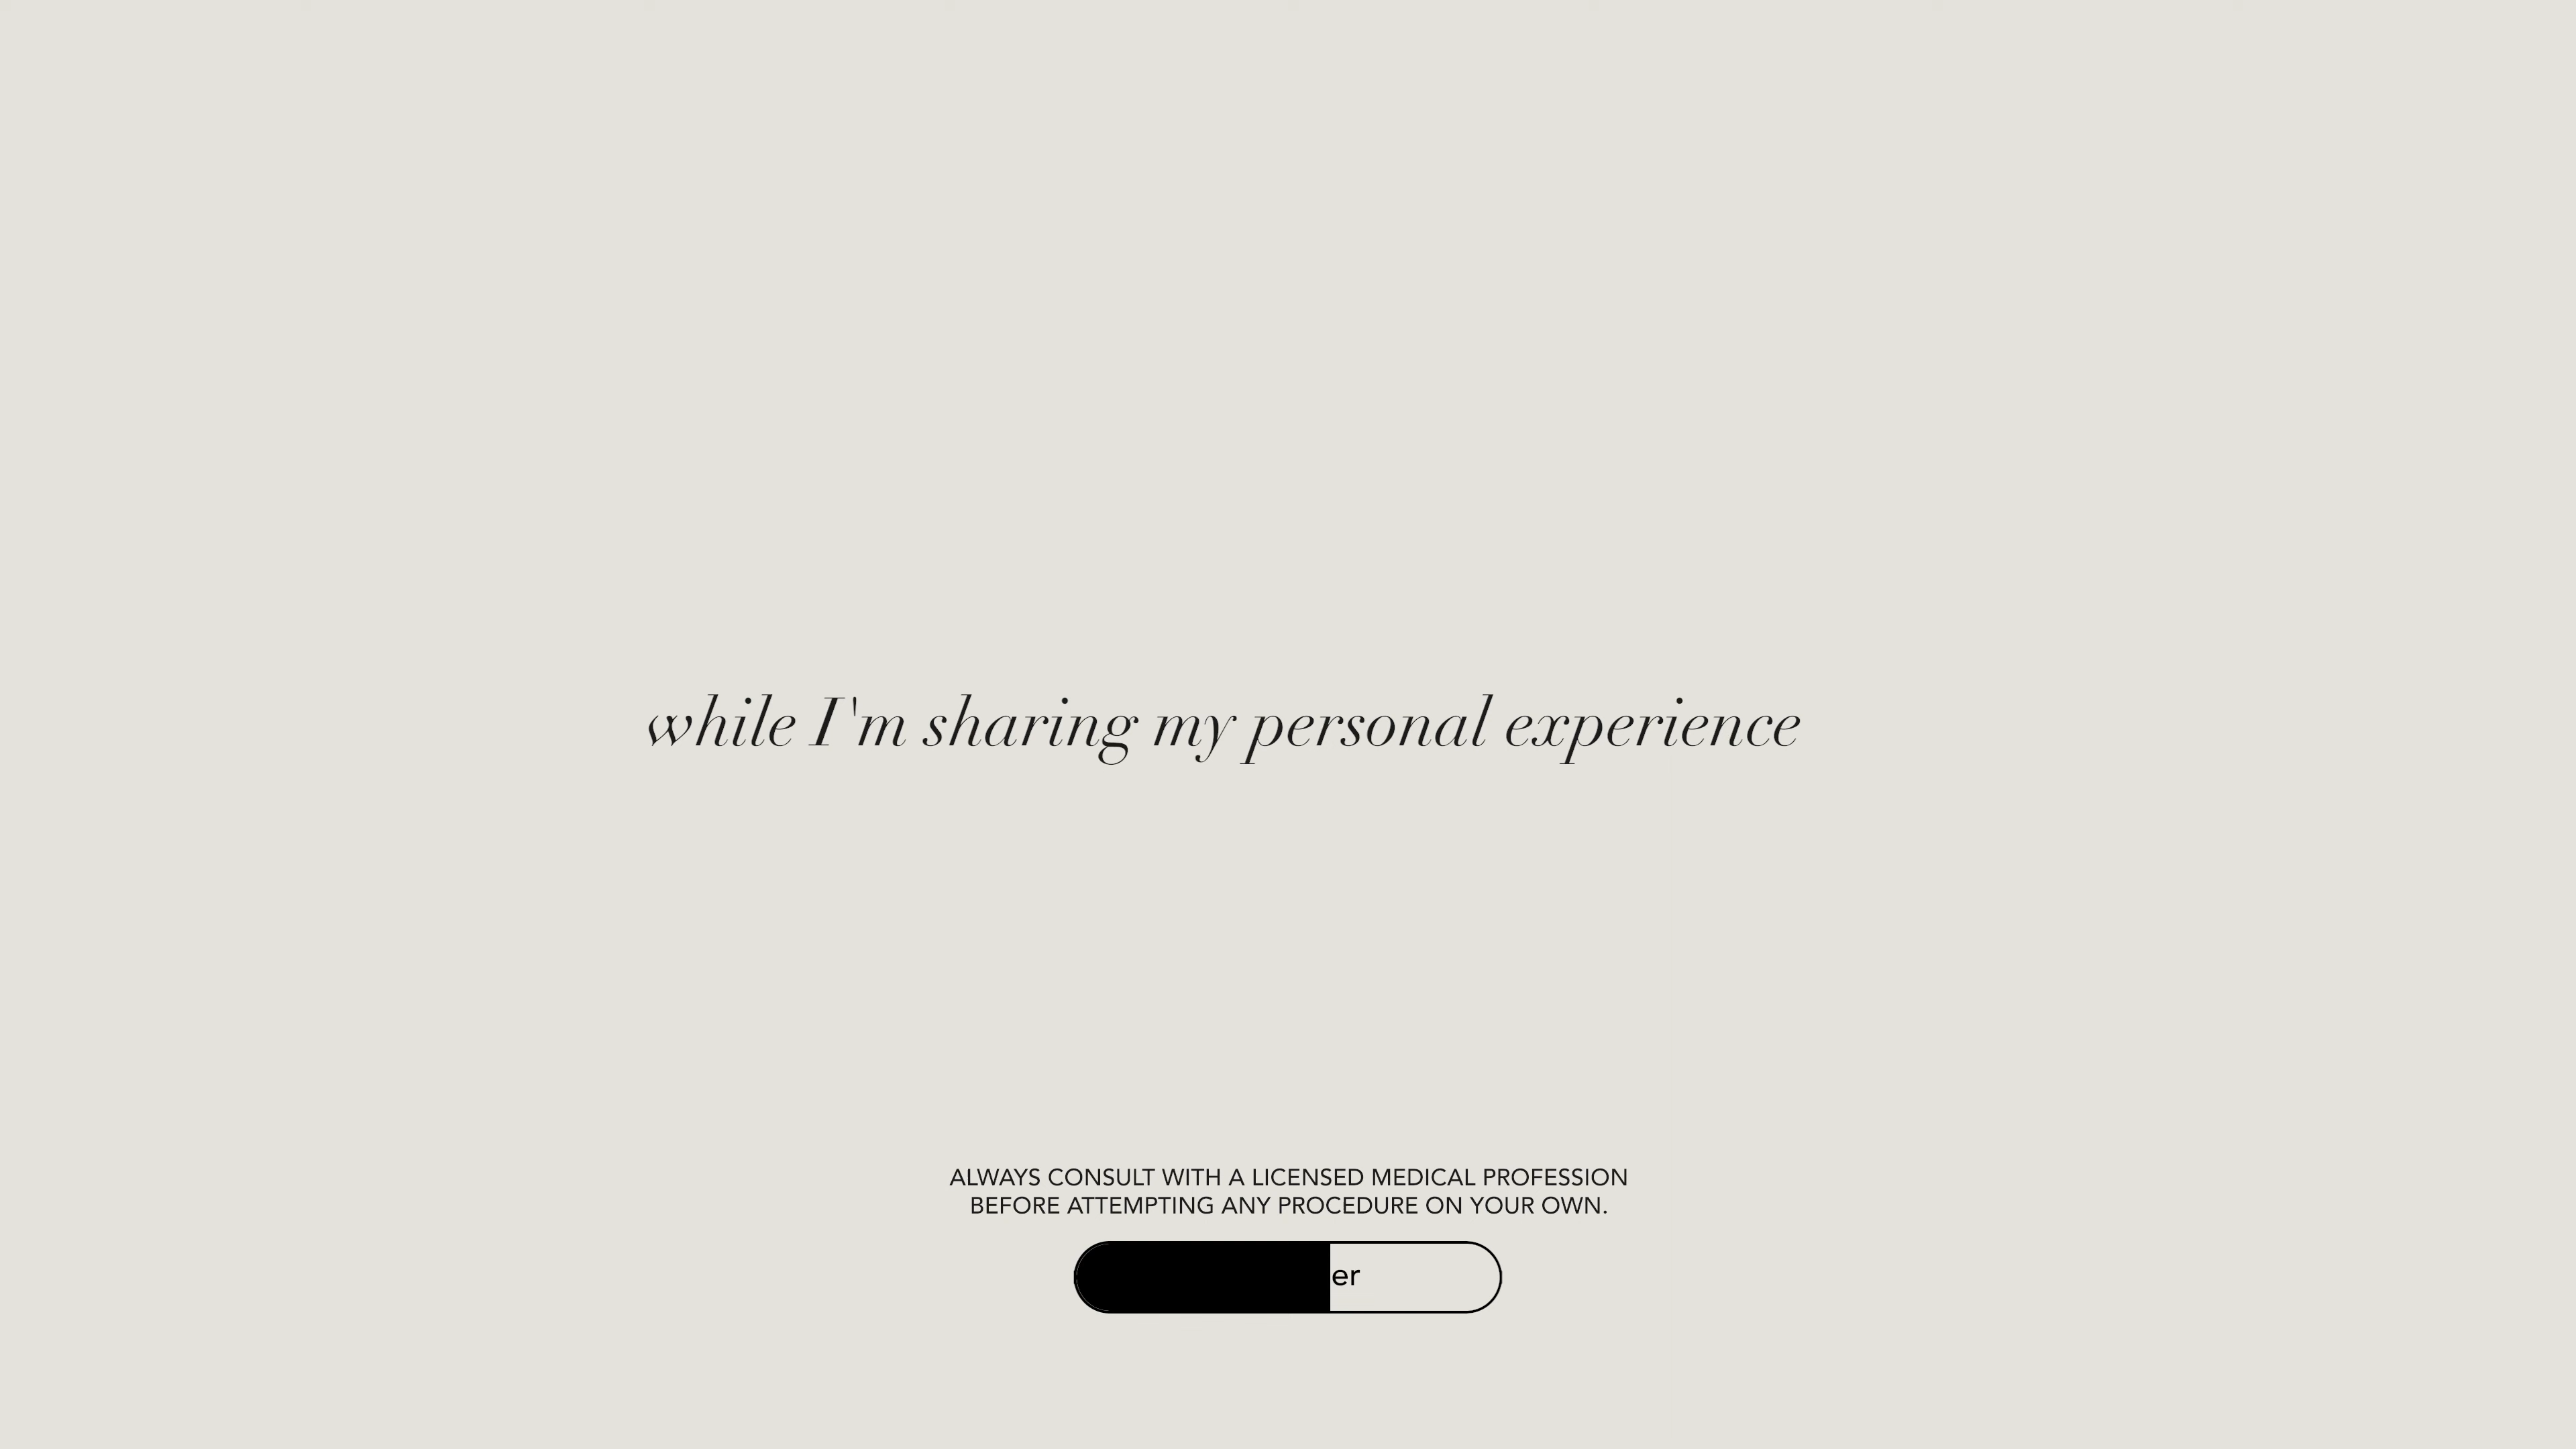 while I'm sharing my personal experience
ALWAYS CONSULT WITH A LICENSED MEDICAL PROFESSION
BEFORE ATTEMPTING ANY PROCEDURE ON YOUR OWN.
er